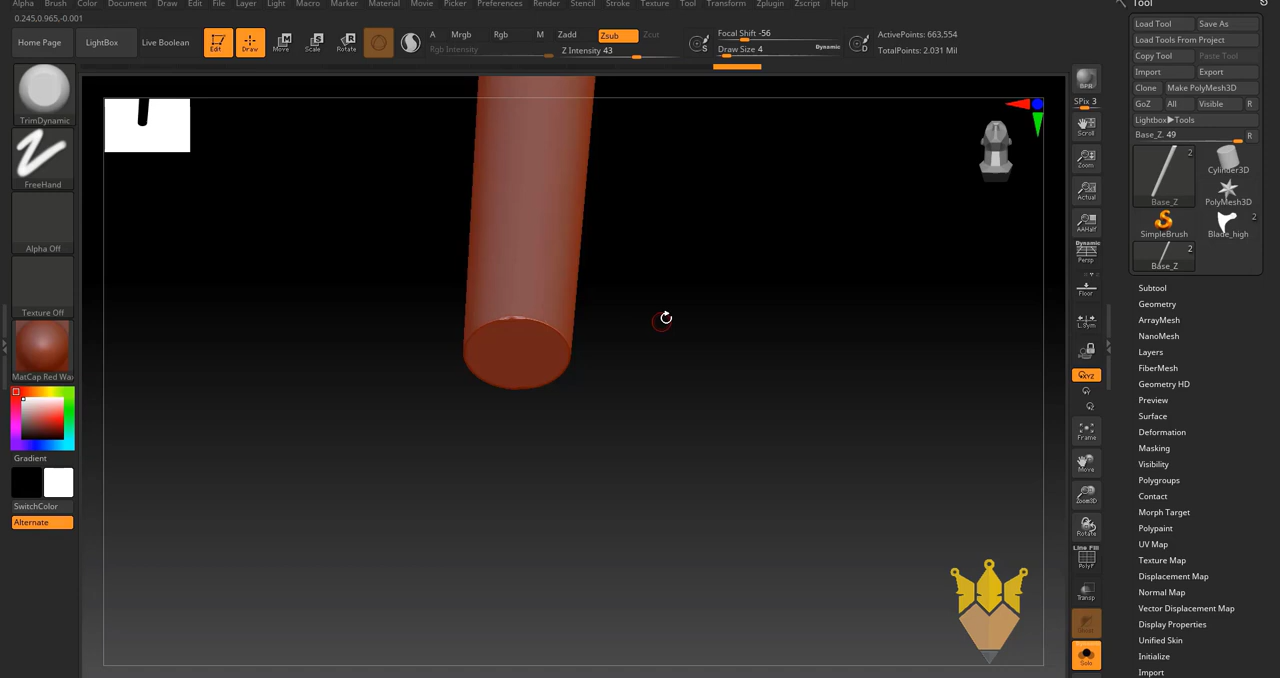 Alpha Brush Color Document Draw Edit File Layer Light Macro Marker Material Movie Picker Preferences Render Stencil Stroke Texture Tool Transform Zplugin Zscript Help
Tool
0.245,0.965,-0.001
Home Page LightBox Live Boolean Edit Draw Move Scale Rotate
A Mrgb Rgb M Zadd Zsub Zcut
Rgb Intensity Z Intensity 43
Focal Shift -56
Draw Size 4 Dynamic
S
D
ActivePoints: 663,554
TotalPoints: 2.031 Mil
TrimDynamic
FreeHand
Alpha Off
Texture Off
MatCap Red Wax
Gradient
SwitchColor
Alternate
BPR
SPix 3
Scroll
Zoom
Actual
AAHalf
Dynamic
Persp
Floor
L.Sym
XYZ
Frame
Move
Zoom3D
Rotate
Line Fill
PolyF
Transp
Solo
Load Tool Save As
Load Tools From Project
Copy Tool Paste Tool
Import Export
Clone Make PolyMesh3D
GoZ All Visible R
Lightbox▶Tools
Base_Z. 49 R
2
Base_Z
Cylinder3D
PolyMesh3D
SimpleBrush
2
Blade_high
2
Base_Z
Subtool
Geometry
ArrayMesh
NanoMesh
Layers
FiberMesh
Geometry HD
Preview
Surface
Deformation
Masking
Visibility
Polygroups
Contact
Morph Target
Polypaint
UV Map
Texture Map
Displacement Map
Normal Map
Vector Displacement Map
Display Properties
Unified Skin
Initialize
Import